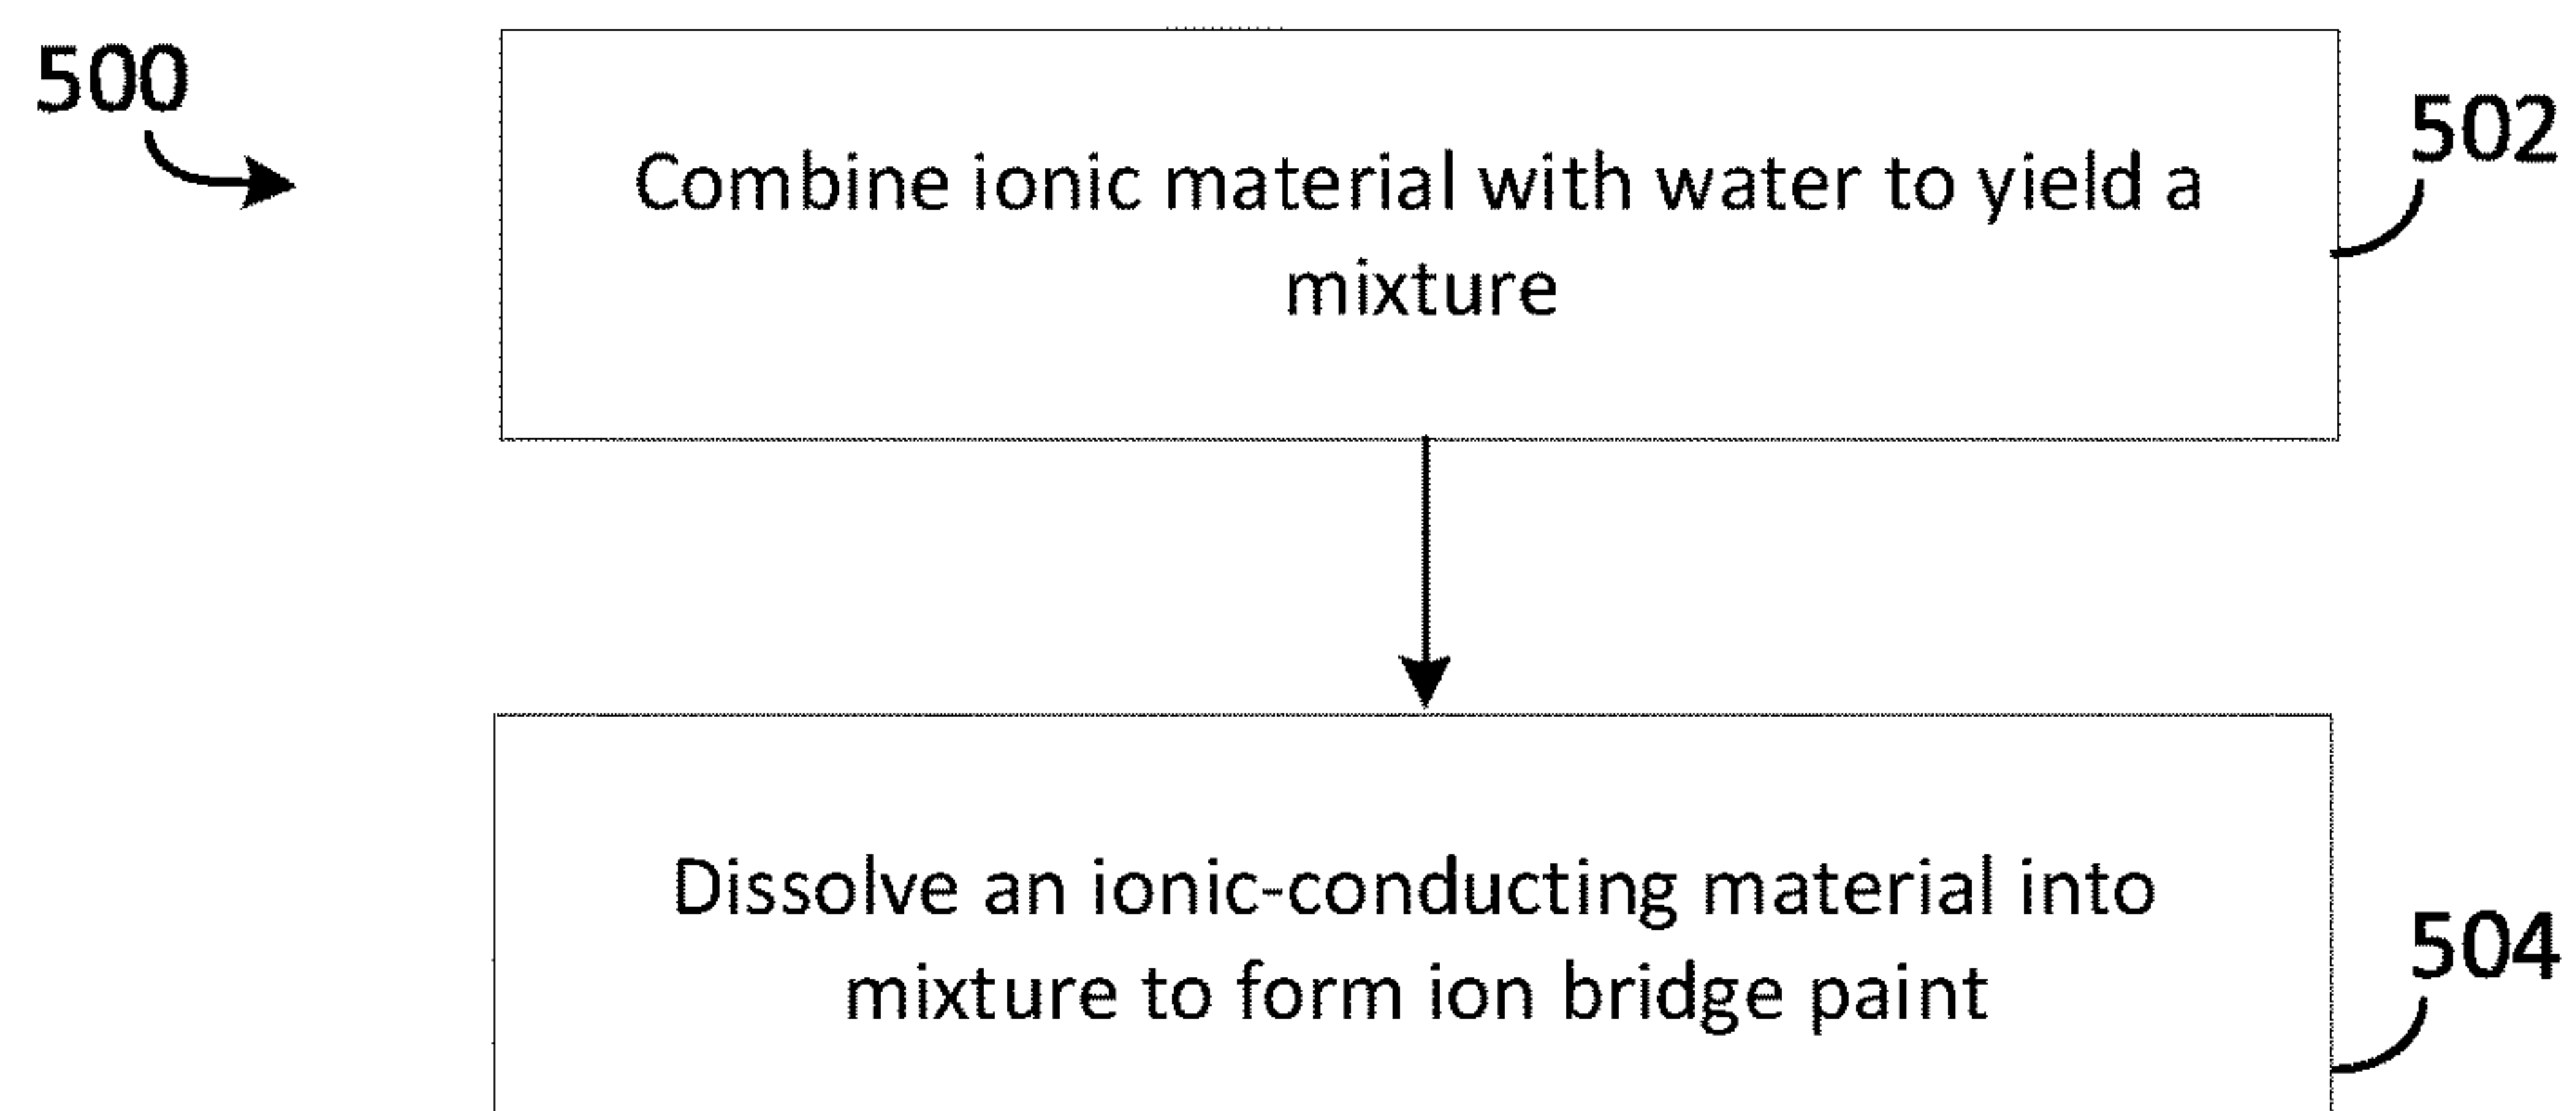 500
Combine ionic material with water to yield a
mixture
502
Dissolve an ionic-conducting material into
mixture to form ion bridge paint
504